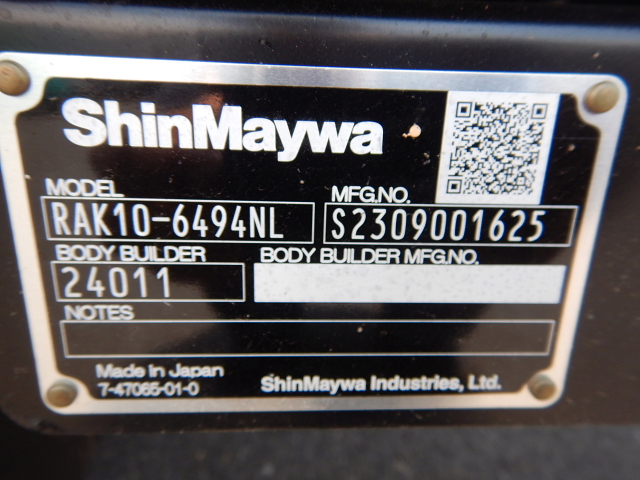 ShinMaywa
MODEL MFG.NO.
RAK10-6494NL S2309001625
BODY BUILDER BODY BUILDER MFG.NO.
24011
NOTES
Made in Japan
7-47065-01-0 ShinMaywa Industries, Ltd.